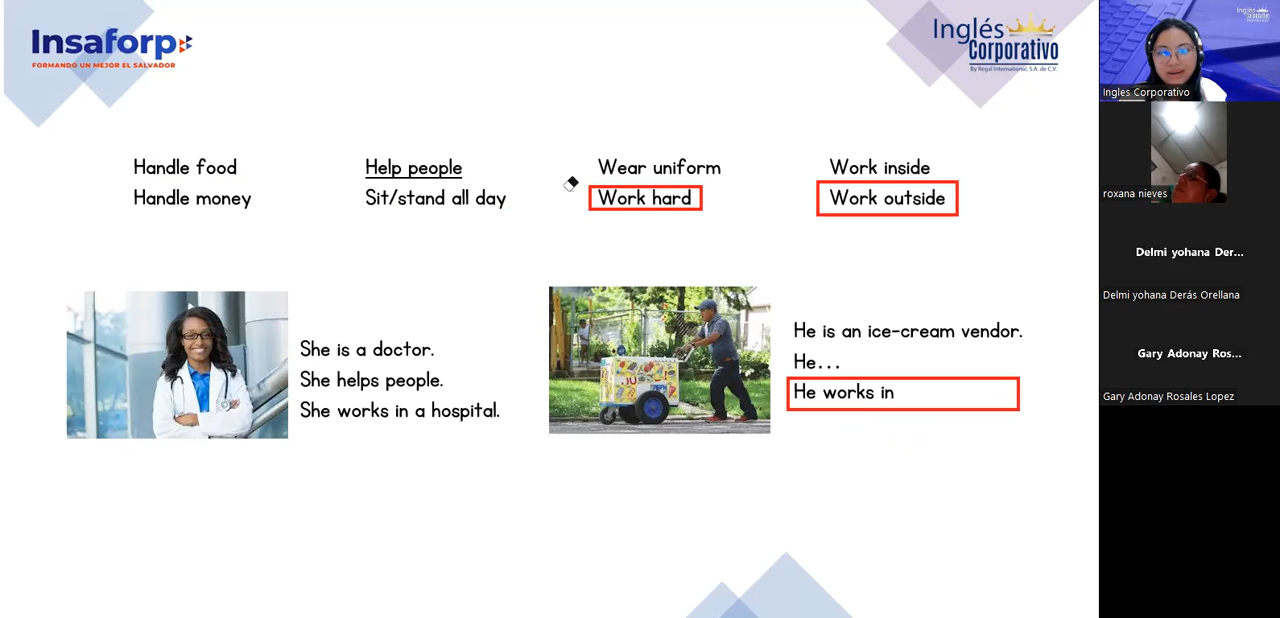 Insaforp
FORMANDO UN MEJOR EL SALVADOR
Inglés
Corporativo
By Regal International, S.A. de C.V.
Handle food
Handle money
Help people
Sit/stand all day
Wear uniform
Work hard
Work inside
Work outside
She is a doctor.
She helps people.
She works in a hospital.
He is an ice-cream vendor.
He...
He works in
Ingles Corporativo
roxana nieves
Delmi yohana Der...
Delmi yohana Derás Orellana
Gary Adonay Ros...
Gary Adonay Rosales Lopez